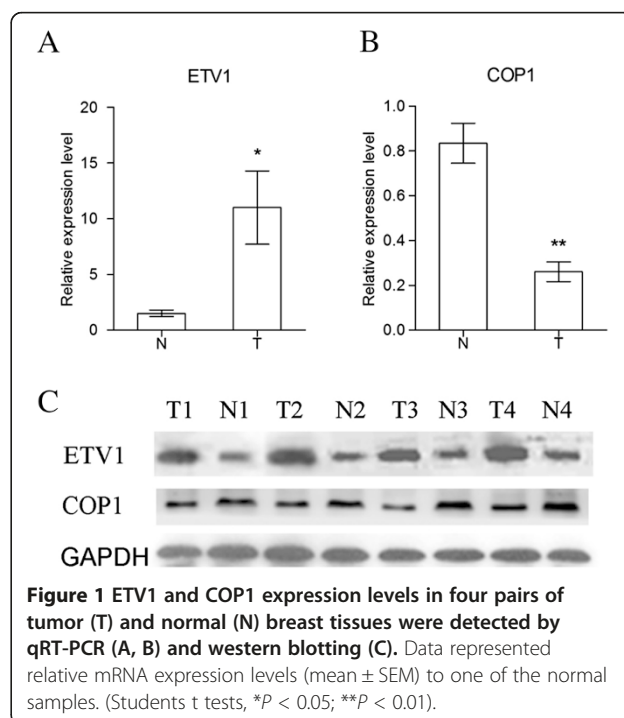 A
ETV1
Relative expression level
20
15
10
5
0
*
N
T
B
COP1
Relative expression level
1.0
0.8
0.6
0.4
0.2
0.0
**
N
T
C
T1 N1 T2 N2 T3 N3 T4 N4
ETV1
COP1
GAPDH
Figure 1 ETV1 and COP1 expression levels in four pairs of
tumor (T) and normal (N) breast tissues were detected by
qRT-PCR (A, B) and western blotting (C). Data represented
relative mRNA expression levels (mean ± SEM) to one of the normal
samples. (Students t tests, *P < 0.05; **P < 0.01).